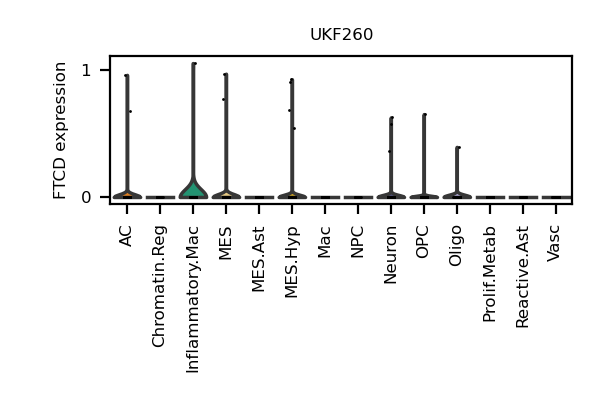 UKF260
FTCD expression
1
0
AC
Chromatin.Reg
Inflammatory.Mac
MES
MES.Ast
MES.Hyp
Mac
NPC
Neuron
OPC
Oligo
Prolif.Metab
Reactive.Ast
Vasc